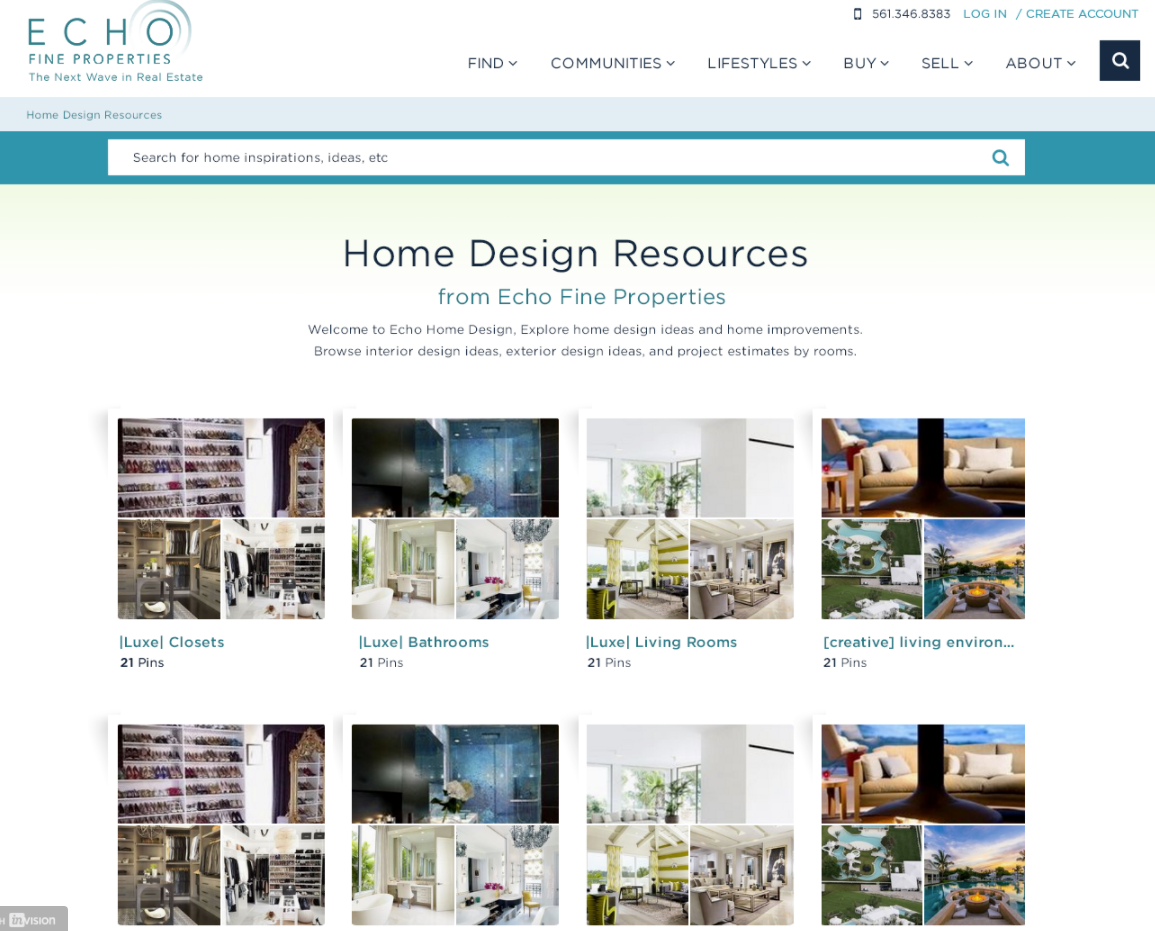 561.346.8383 LOG IN / CREATE ACCOUNT
ECHO
FINE PROPERTIES
The Next Wave in Real Estate
FIND COMMUNITIES LIFESTYLES BUY SELL ABOUT
Home Design Resources
Search for home inspirations, ideas, etc
Home Design Resources
from Echo Fine Properties
Welcome to Echo Home Design, Explore home design ideas and home improvements.
Browse interior design ideas, exterior design ideas, and project estimates by rooms.
|Luxe| Closets |Luxe| Bathrooms |Luxe| Living Rooms [creative] living environ...
21 Pins 21 Pins 21 Pins 21 Pins
H invision